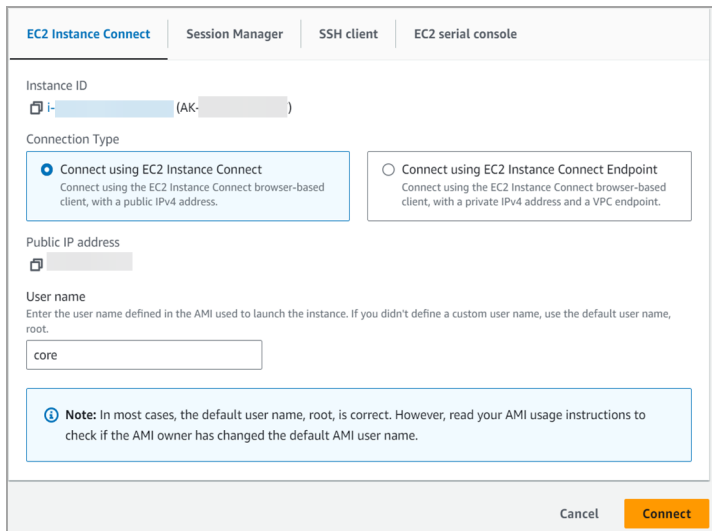 EC2 Instance Connect
Session Manager
SSH client
EC2 serial console
Instance ID
i- (AK- )
Connection Type
Connect using EC2 Instance Connect
Connect using the EC2 Instance Connect browser-based
client, with a public IPv4 address.
Connect using EC2 Instance Connect Endpoint
Connect using the EC2 Instance Connect browser-based
client, with a private IPv4 address and a VPC endpoint.
Public IP address
User name
Enter the user name defined in the AMI used to launch the instance. If you didn't define a custom user name, use the default user name,
root.
core
Note: In most cases, the default user name, root, is correct. However, read your AMI usage instructions to
check if the AMI owner has changed the default AMI user name.
Cancel
Connect